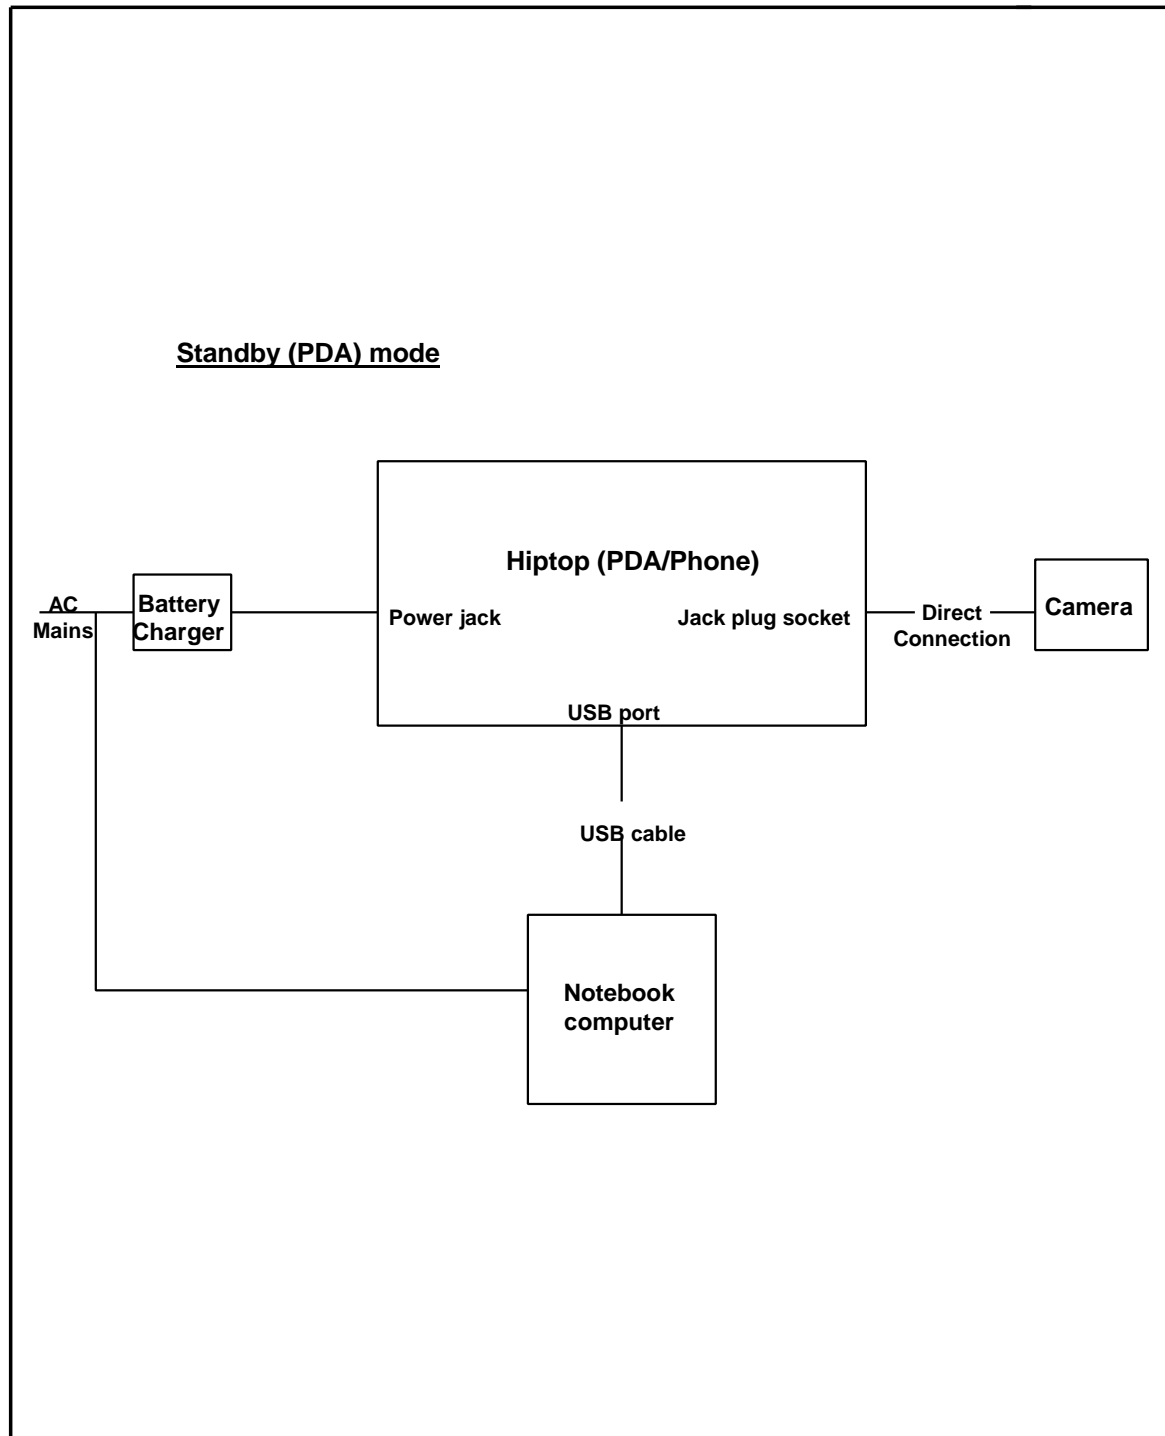 Standby (PDA) mode
Hiptop (PDA/Phone)
AC
Mains
Battery
Charger
Power jack
Jack plug socket
Direct
Connection
Camera
USB port
USB cable
Notebook
computer